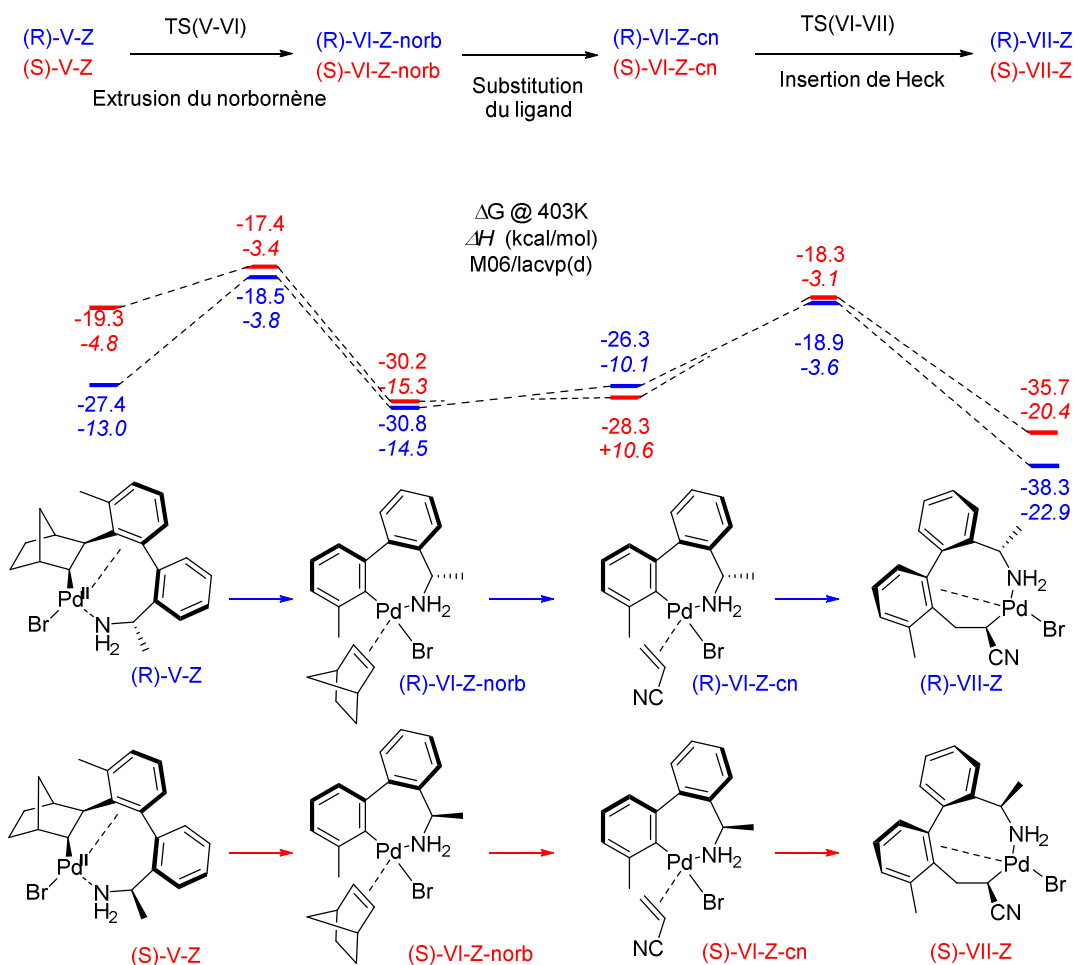 (R)-V-Z
(S)-V-Z
TS(V-VI)
Extrusion du norbornène
(R)-VI-Z-norb
(S)-VI-Z-norb
Substitution
du ligand
(R)-VI-Z-cn
(S)-VI-Z-cn
TS(VI-VII)
Insertion de Heck
(R)-VII-Z
(S)-VII-Z
ΔG @ 403K
ΔH (kcal/mol)
M06/lacvp(d)
-19.3
-4.8
-27.4
-13.0
-17.4
-3.4
-18.5
-3.8
-30.2
-15.3
-30.8
-14.5
-26.3
-10.1
-28.3
+10.6
-18.3
-3.1
-18.9
-3.6
-35.7
-20.4
-38.3
-22.9
Pd II
Br
N
H2
(R)-V-Z
Pd
NH2
Br
(R)-VI-Z-norb
Pd
NH2
Br
NC
(R)-VI-Z-cn
NH2
Pd
Br
CN
(R)-VII-Z
Pd II
Br
N
H2
(S)-V-Z
Pd
NH2
Br
(S)-VI-Z-norb
Pd
NH2
Br
NC
(S)-VI-Z-cn
NH2
Pd
Br
CN
(S)-VII-Z